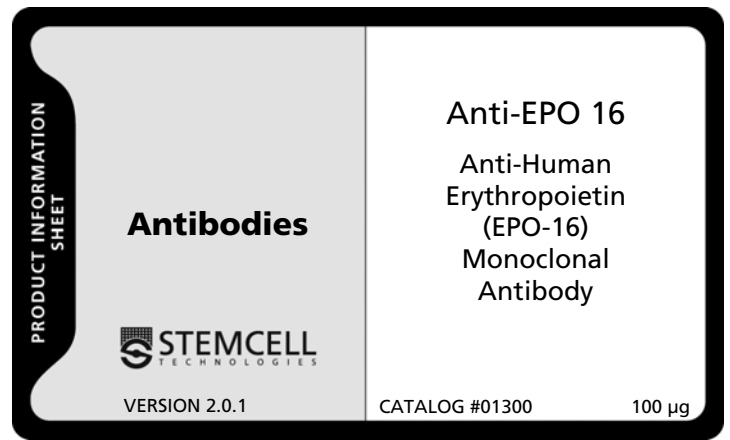 PRODUCT INFORMATION
SHEET
Antibodies
STEMCELL
TECHNOLOGIES
VERSION 2.0.1
Anti-EPO 16
Anti-Human
Erythropoietin
(EPO-16)
Monoclonal
Antibody
CATALOG #01300
100 µg